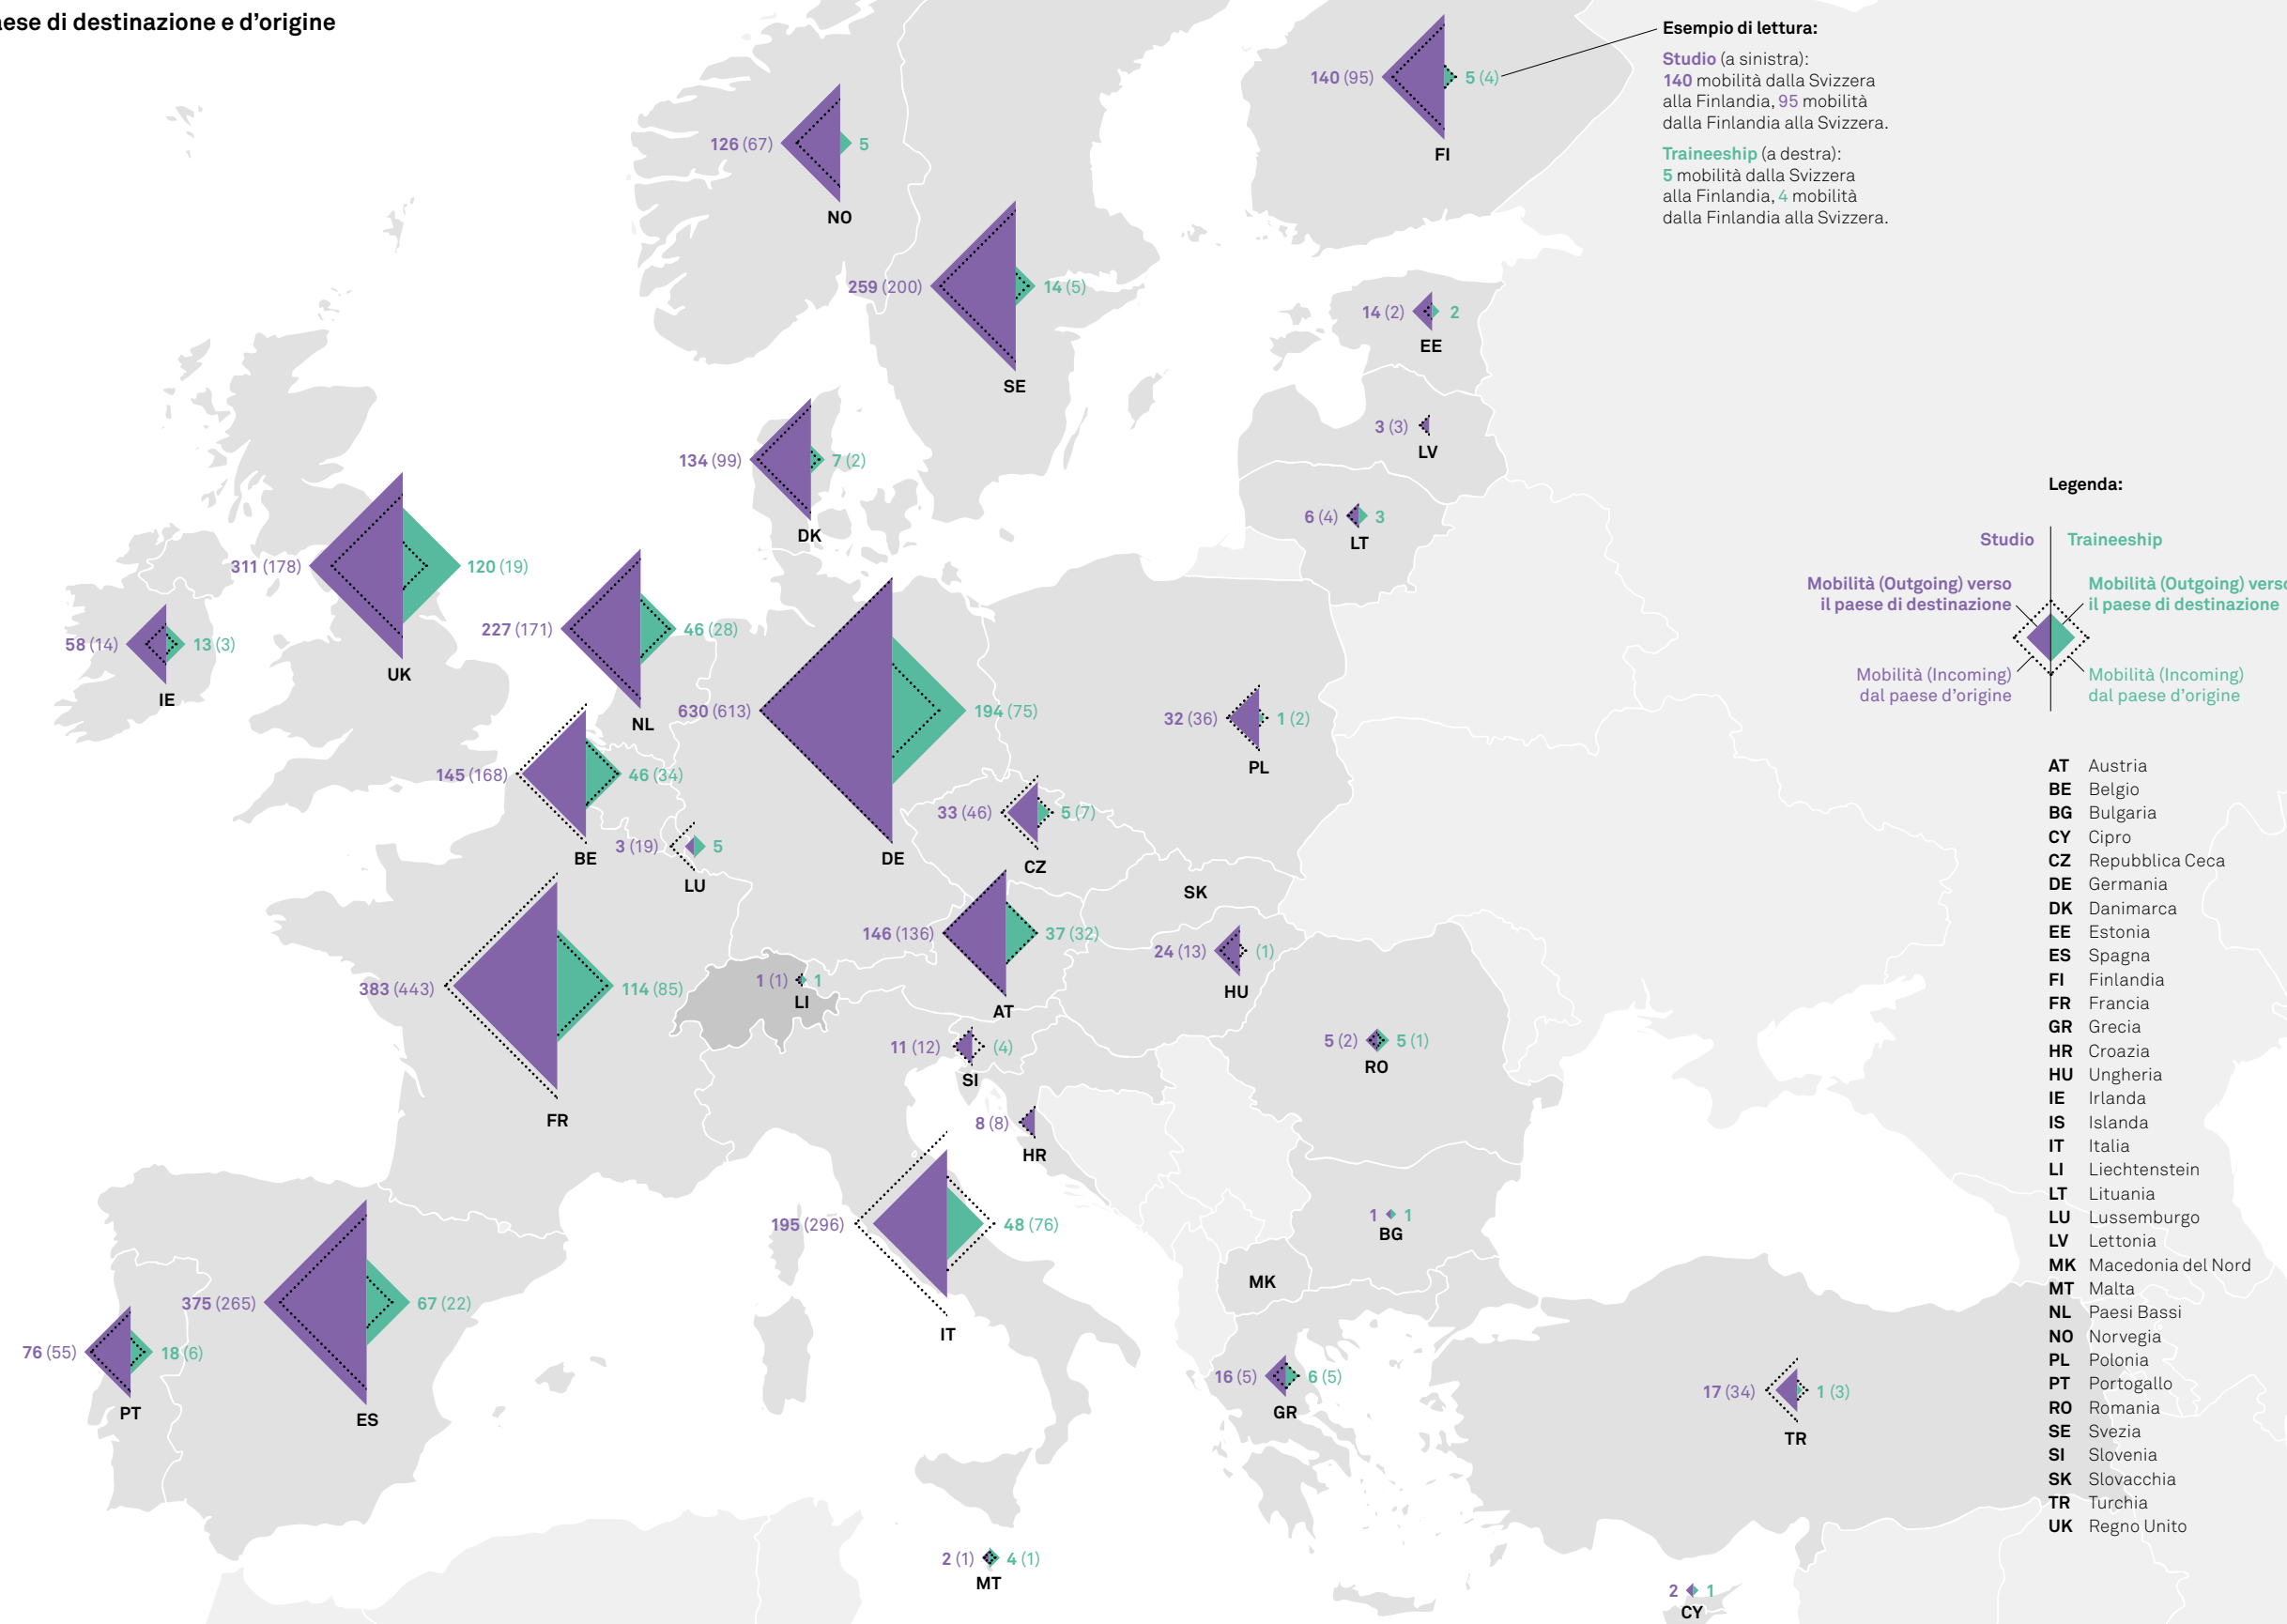 aese di destinazione e d’origine
Esempio di lettura:
Studio (a sinistra):
140 mobilità dalla Svizzera
alla Finlandia, 95 mobilità
dalla Finlandia alla Svizzera.
Traineeship (a destra):
5 mobilità dalla Svizzera
alla Finlandia, 4 mobilità
dalla Finlandia alla Svizzera.
140 (95) 5 (4)
FI
126 (67) 5
NO
259 (200) 14 (5)
SE
14 (2) 2
EE
3 (3)
LV
134 (99) 7 (2)
DK
6 (4) 3
LT
311 (178) 120 (19)
UK
58 (14) 13 (3)
IE
227 (171) 46 (28)
NL
630 (613) 194 (75)
DE
32 (36) 1 (2)
PL
145 (168) 46 (34)
BE
33 (46) 5 (7)
CZ
3 (19) 5
LU
SK
146 (136) 37 (32)
AT
24 (13) (1)
HU
383 (443) 114 (85)
FR
1 (1) 1
LI
11 (12) (4)
SI
5 (2) 5 (1)
RO
8 (8)
HR
195 (296) 48 (76)
IT
1 1
BG
MK
375 (265) 67 (22)
ES
76 (55) 18 (6)
PT
16 (5) 6 (5)
GR
17 (34) 1 (3)
TR
2 (1) 4 (1)
MT
2 1
CY
Legenda:
Studio Traineeship
Mobilità (Outgoing) verso
il paese di destinazione
Mobilità (Outgoing) verso
il paese di destinazione
Mobilità (Incoming)
dal paese d’origine
Mobilità (Incoming)
dal paese d’origine
AT Austria
BE Belgio
BG Bulgaria
CY Cipro
CZ Repubblica Ceca
DE Germania
DK Danimarca
EE Estonia
ES Spagna
FI Finlandia
FR Francia
GR Grecia
HR Croazia
HU Ungheria
IE Irlanda
IS Islanda
IT Italia
LI Liechtenstein
LT Lituania
LU Lussemburgo
LV Lettonia
MK Macedonia del Nord
MT Malta
NL Paesi Bassi
NO Norvegia
PL Polonia
PT Portogallo
RO Romania
SE Svezia
SI Slovenia
SK Slovacchia
TR Turchia
UK Regno Unito